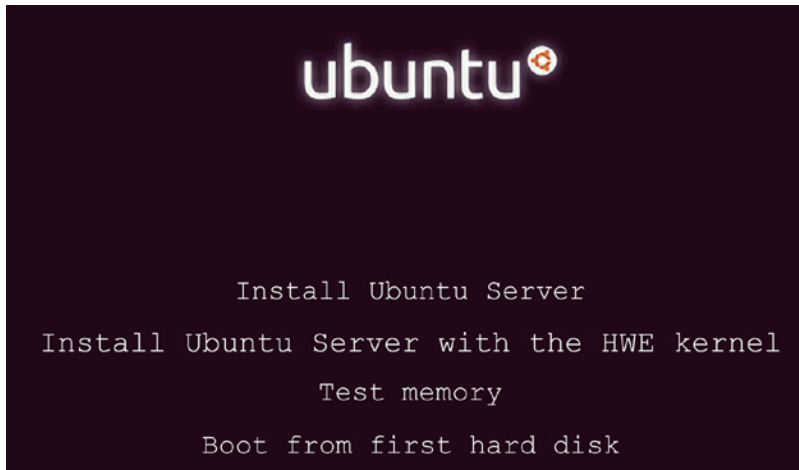 ubuntu
Install Ubuntu Server
Install Ubuntu Server with the HWE kernel
Test memory
Boot from first hard disk